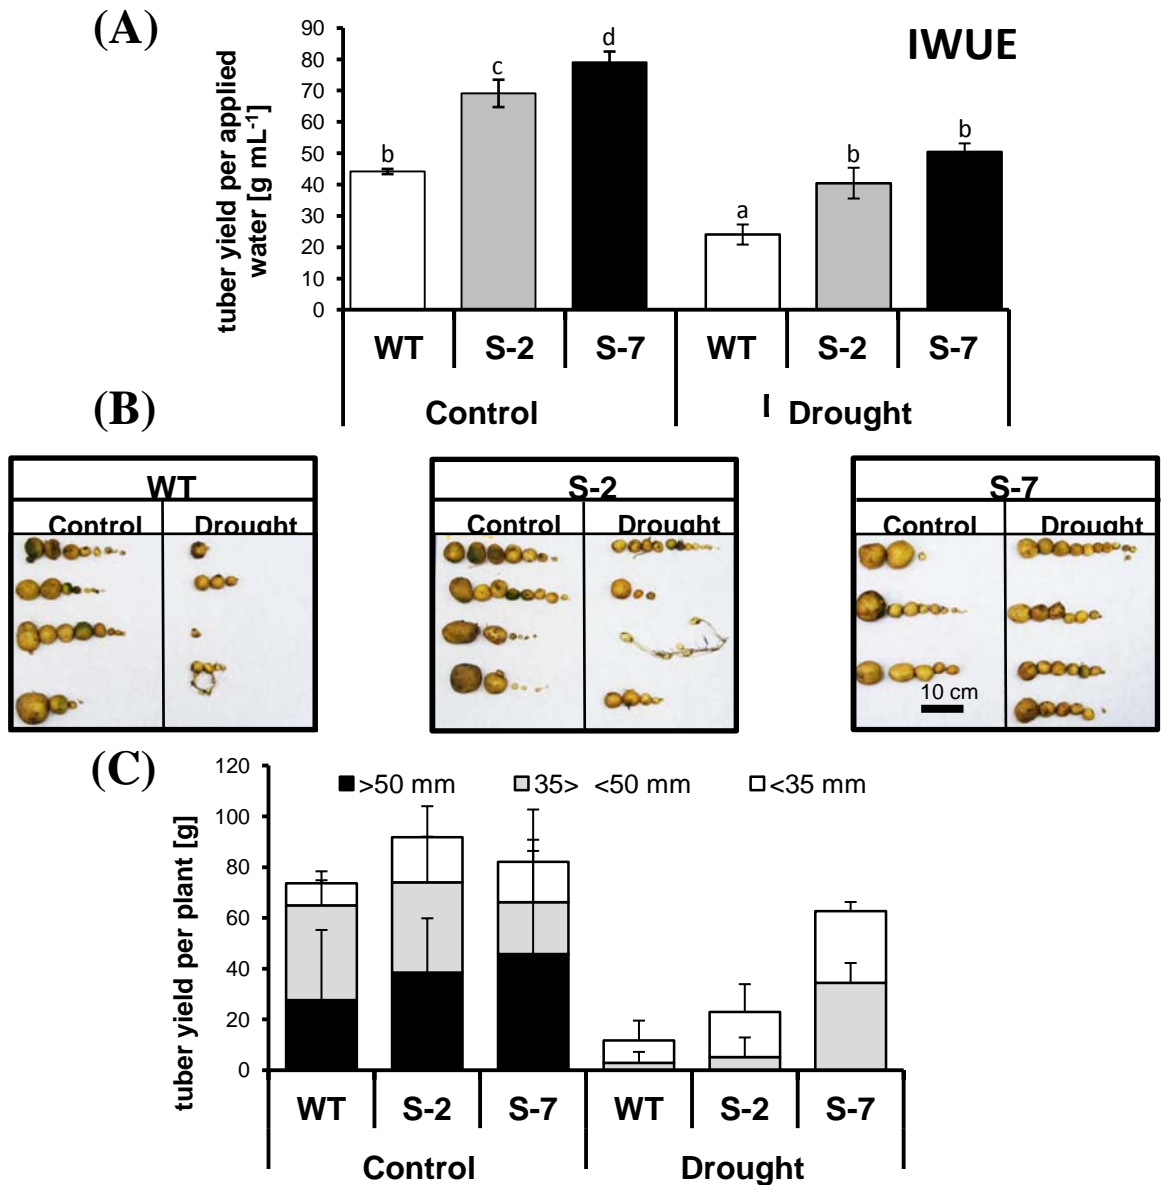 (A)
IWUE
tuber yield per applied
water [g mL-1]
90
80
70
60
50
40
30
20
10
0
b
c
d
a
b
b
WT
S-2
S-7
WT
S-2
S-7
Control
I Drought
(B)
WT
Control
Drought
S-2
Control
Drought
S-7
Control
Drought
10 cm
(C)
tuber yield per plant [g]
120
100
80
60
40
20
0
>50 mm
35> <50 mm
<35 mm
WT
S-2
S-7
WT
S-2
S-7
Control
Drought